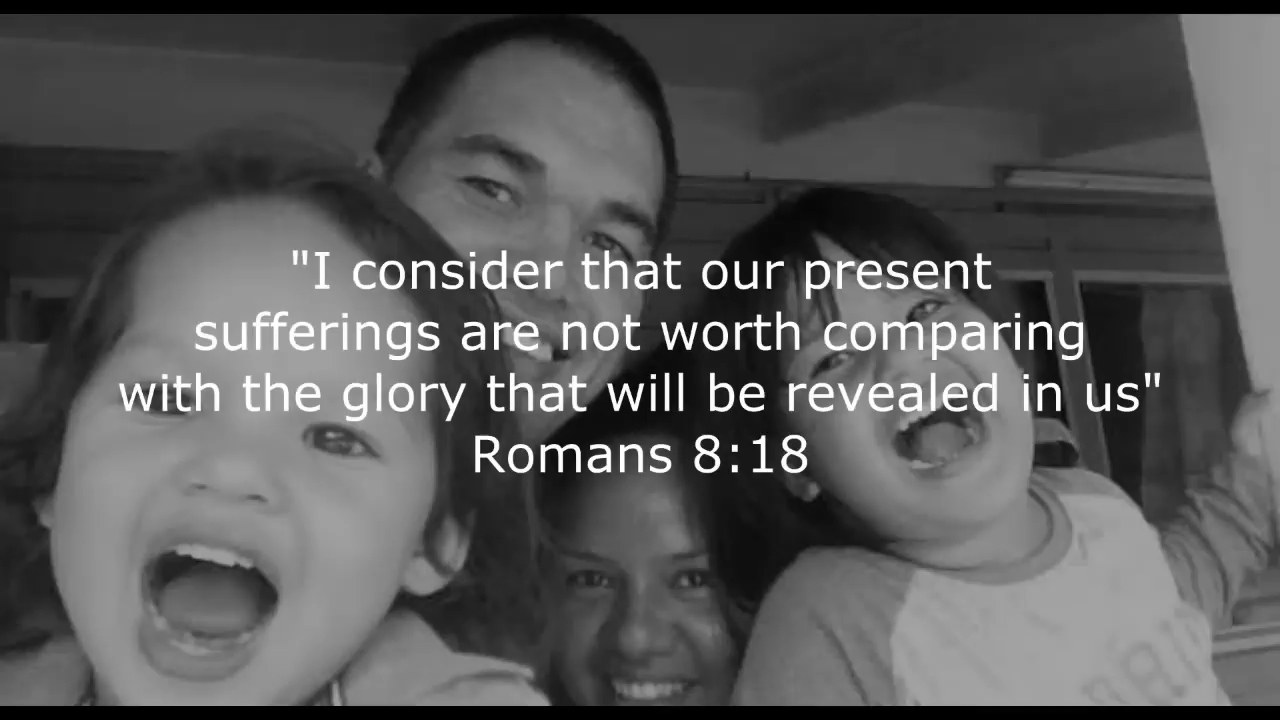 "I consider that our present
sufferings are not worth comparing
with the glory that will be revealed in us"
Romans 8:18